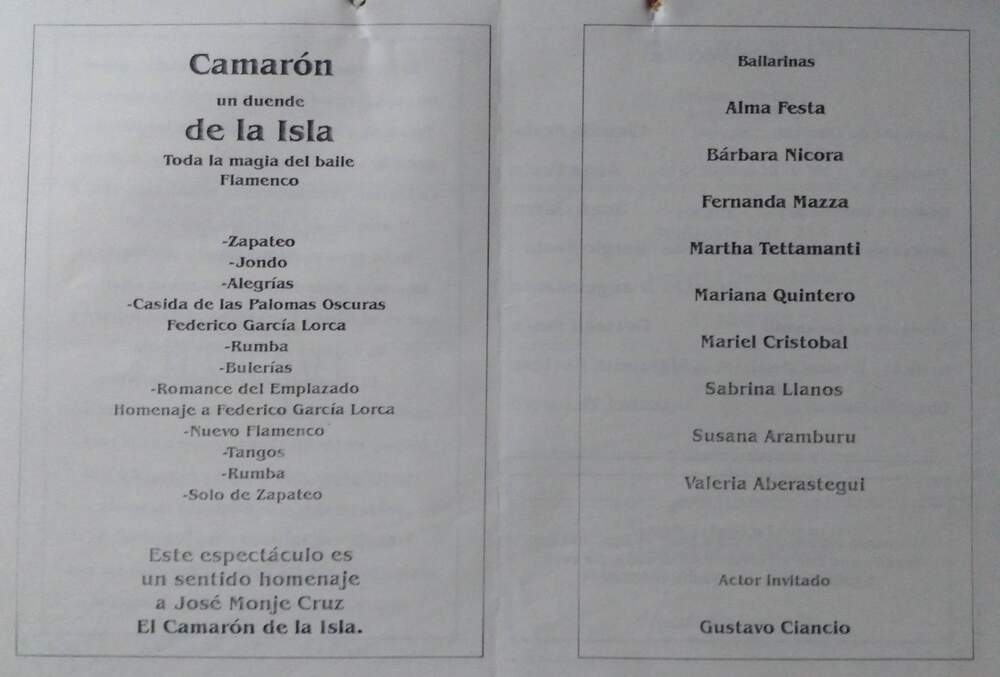 Camarón
un duende
de la Isla
Toda la magia del baile
Flamenco
-Zapateo
-Jondo
-Alegrías
-Casida de las Palomas Oscuras
Federico García Lorca
-Rumba
-Bulerías
-Romance del Emplazado
Homenaje a Federico García Lorca
-Nuevo Flamenco
-Tangos
-Rumba
-Solo de Zapateo
Este espectáculo es
un sentido homenaje
a José Monje Cruz
El Camarón de la Isla.
Bailarinas
Alma Festa
Bárbara Nicora
Fernanda Mazza
Martha Tettamanti
Mariana Quintero
Mariel Cristobal
Sabrina Llanos
Susana Aramburu
Valeria Aberastegui
Actor Invitado
Gustavo Ciancio